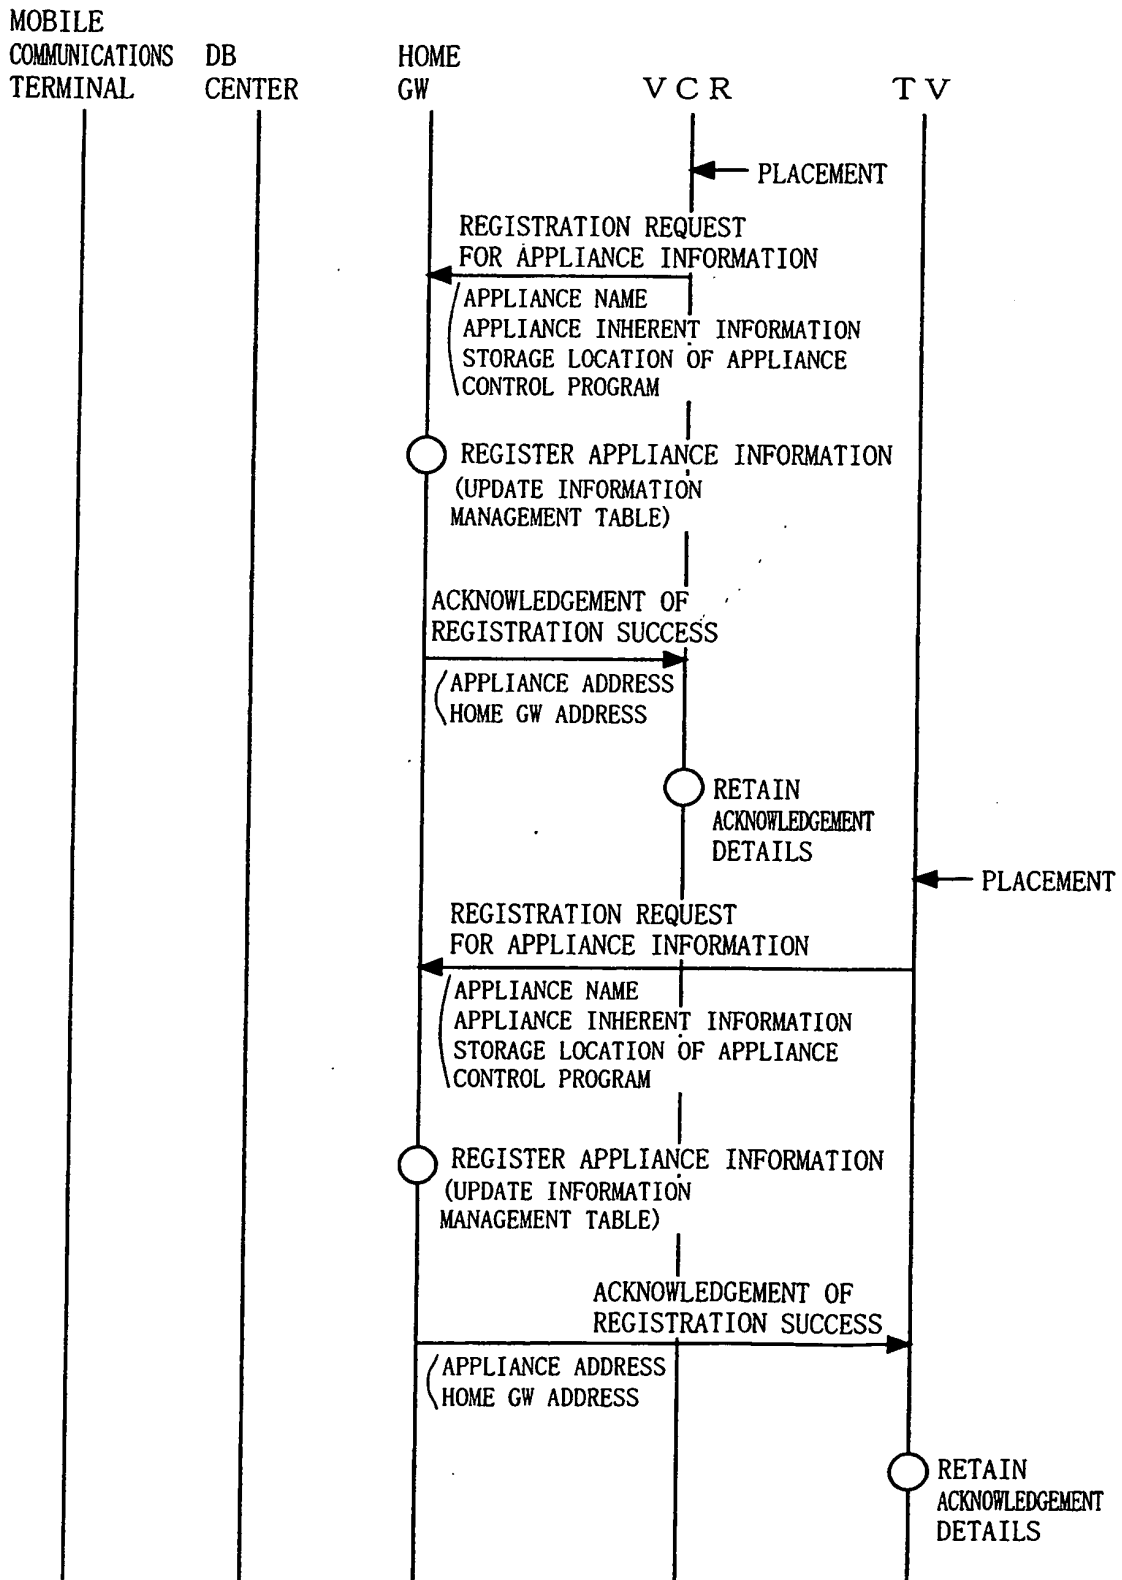 MOBILE
COMMUNICATIONS
TERMINAL
DB
CENTER
HOME
GW
VCR
TV
PLACEMENT
REGISTRATION REQUEST
FOR APPLIANCE INFORMATION
APPLIANCE NAME
APPLIANCE INHERENT INFORMATION
STORAGE LOCATION OF APPLIANCE
CONTROL PROGRAM
REGISTER APPLIANCE INFORMATION
(UPDATE INFORMATION
MANAGEMENT TABLE)
ACKNOWLEDGEMENT OF
REGISTRATION SUCCESS
APPLIANCE ADDRESS
HOME GW ADDRESS
RETAIN
ACKNOWLEDGEMENT
DETAILS
PLACEMENT
REGISTRATION REQUEST
FOR APPLIANCE INFORMATION
APPLIANCE NAME
APPLIANCE INHERENT INFORMATION
STORAGE LOCATION OF APPLIANCE
CONTROL PROGRAM
REGISTER APPLIANCE INFORMATION
(UPDATE INFORMATION
MANAGEMENT TABLE)
ACKNOWLEDGEMENT OF
REGISTRATION SUCCESS
APPLIANCE ADDRESS
HOME GW ADDRESS
RETAIN
ACKNOWLEDGEMENT
DETAILS